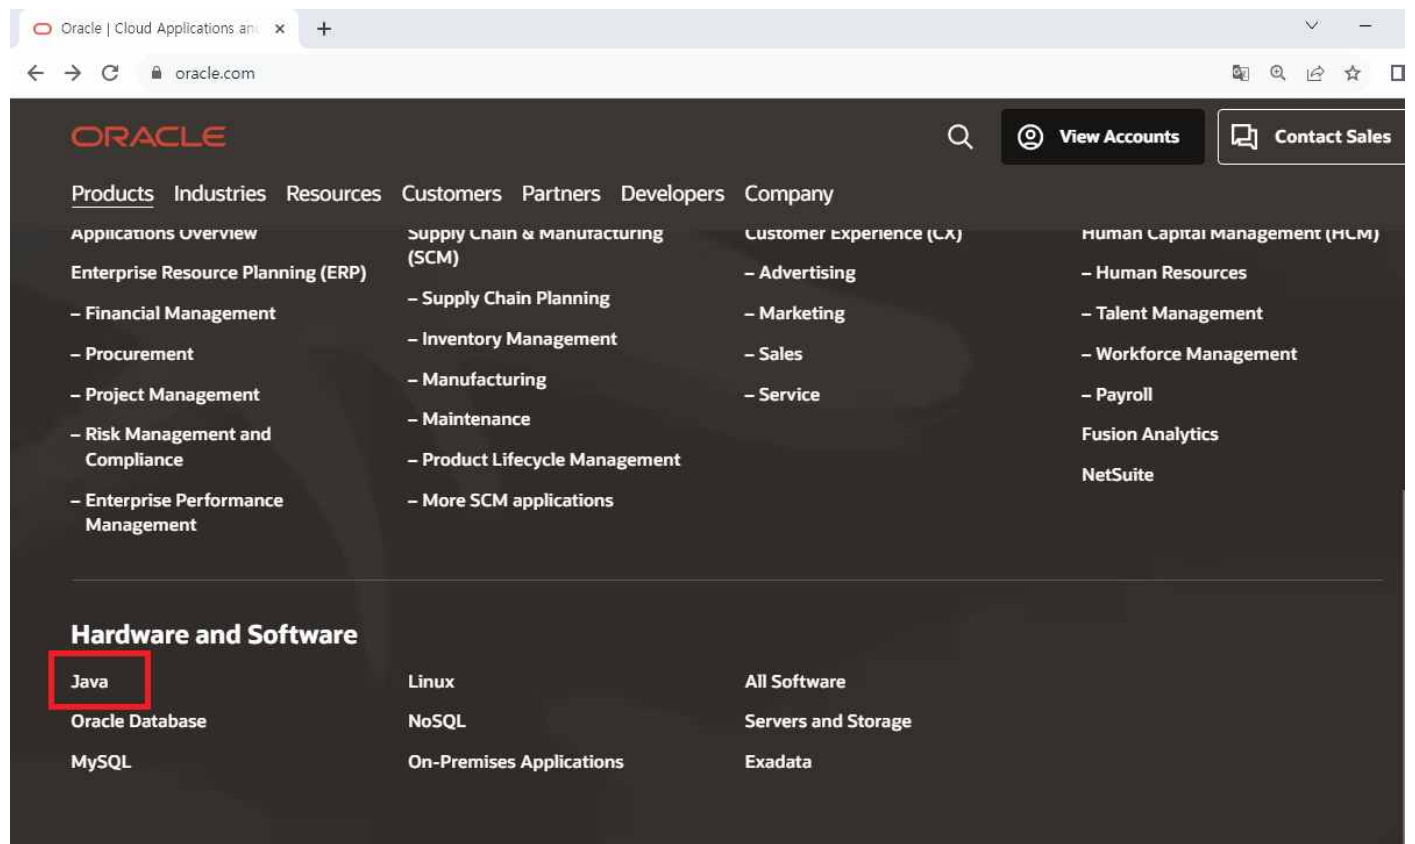 Oracle | Cloud Applications an
oracle.com
ORACLE
View Accounts
Contact Sales
Products Industries Resources Customers Partners Developers Company
Applications Overview
Enterprise Resource Planning (ERP)
– Financial Management
– Procurement
– Project Management
– Risk Management and
Compliance
– Enterprise Performance
Management
Supply Chain & Manufacturing
(SCM)
– Supply Chain Planning
– Inventory Management
– Manufacturing
– Maintenance
– Product Lifecycle Management
– More SCM applications
Customer Experience (CX)
– Advertising
– Marketing
– Sales
– Service
Human Capital Management (HCM)
– Human Resources
– Talent Management
– Workforce Management
– Payroll
Fusion Analytics
NetSuite
Hardware and Software
Java
Oracle Database
MySQL
Linux
NoSQL
On-Premises Applications
All Software
Servers and Storage
Exadata